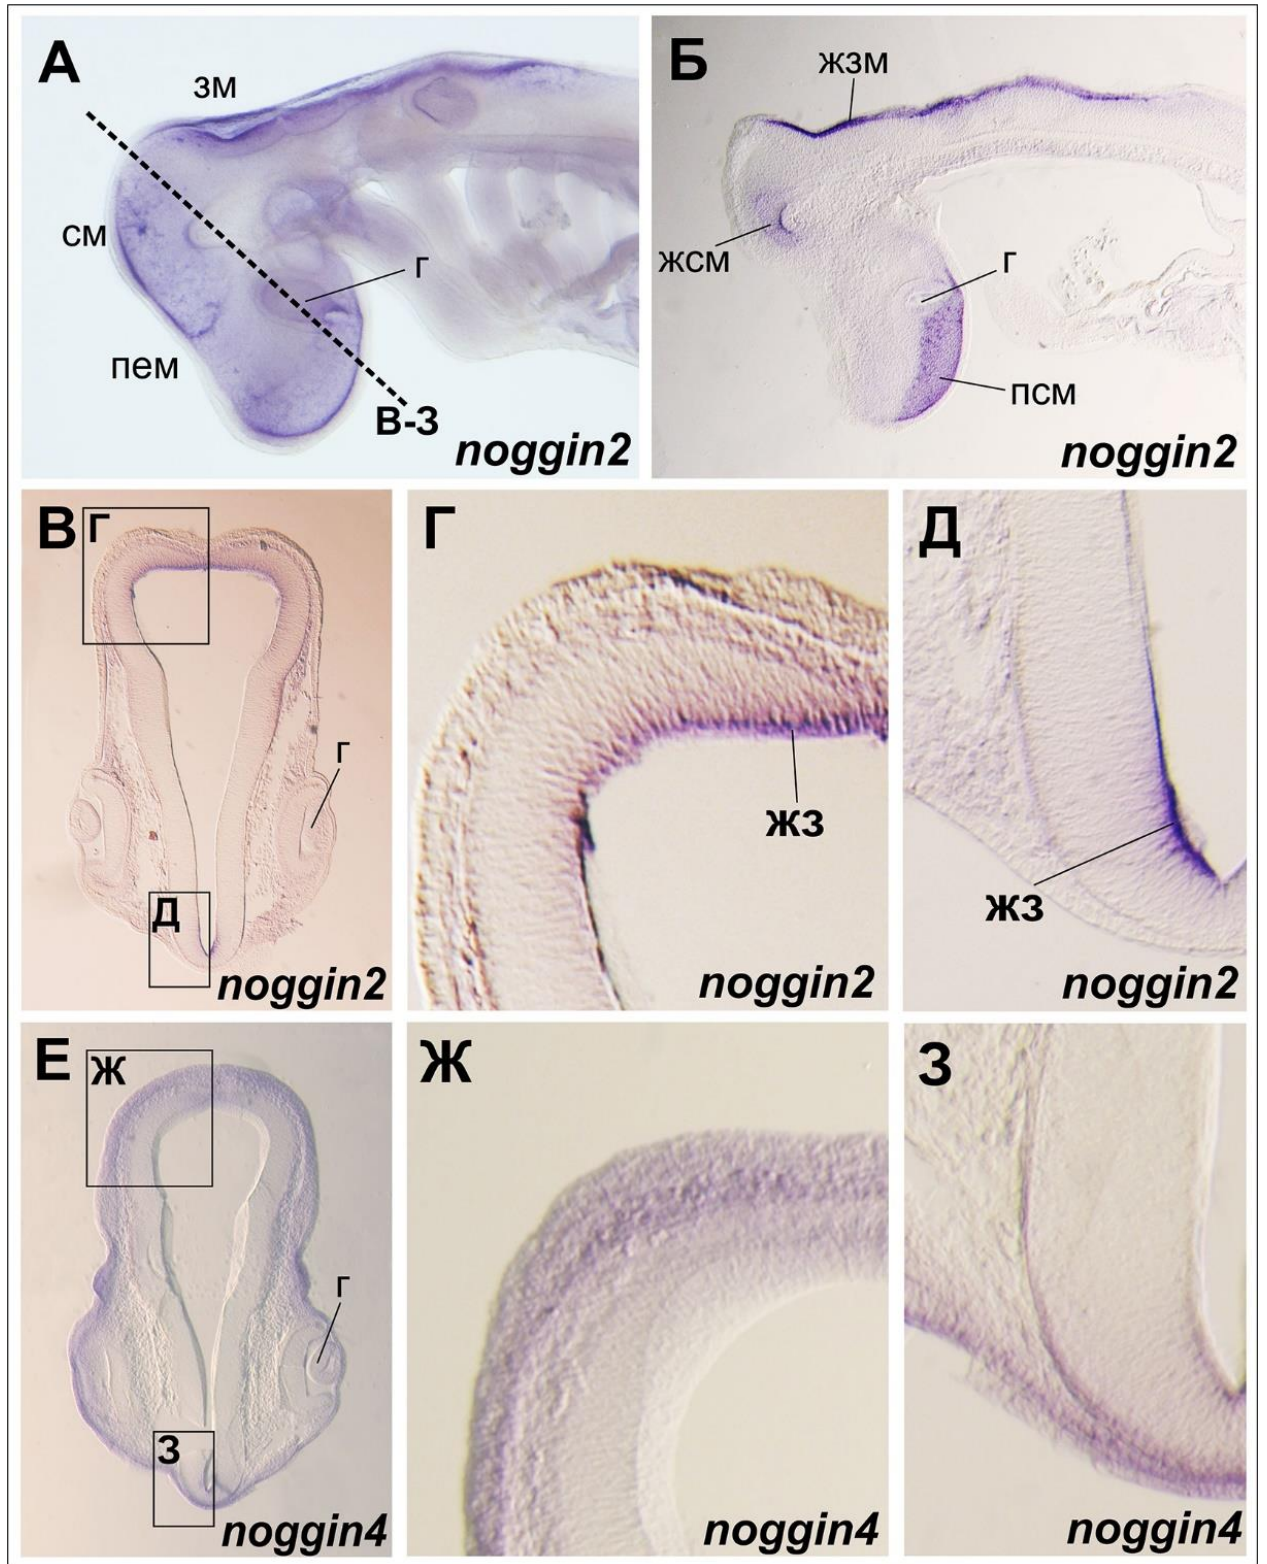 А
зм
см
г
пем
В-З
noggin2
Б
жзм
жсм
г
псм
noggin2
В
Г
г
Д
noggin2
Г
жз
noggin2
Д
жз
noggin2
Е
Ж
г
З
noggin4
Ж
noggin4
З
noggin4